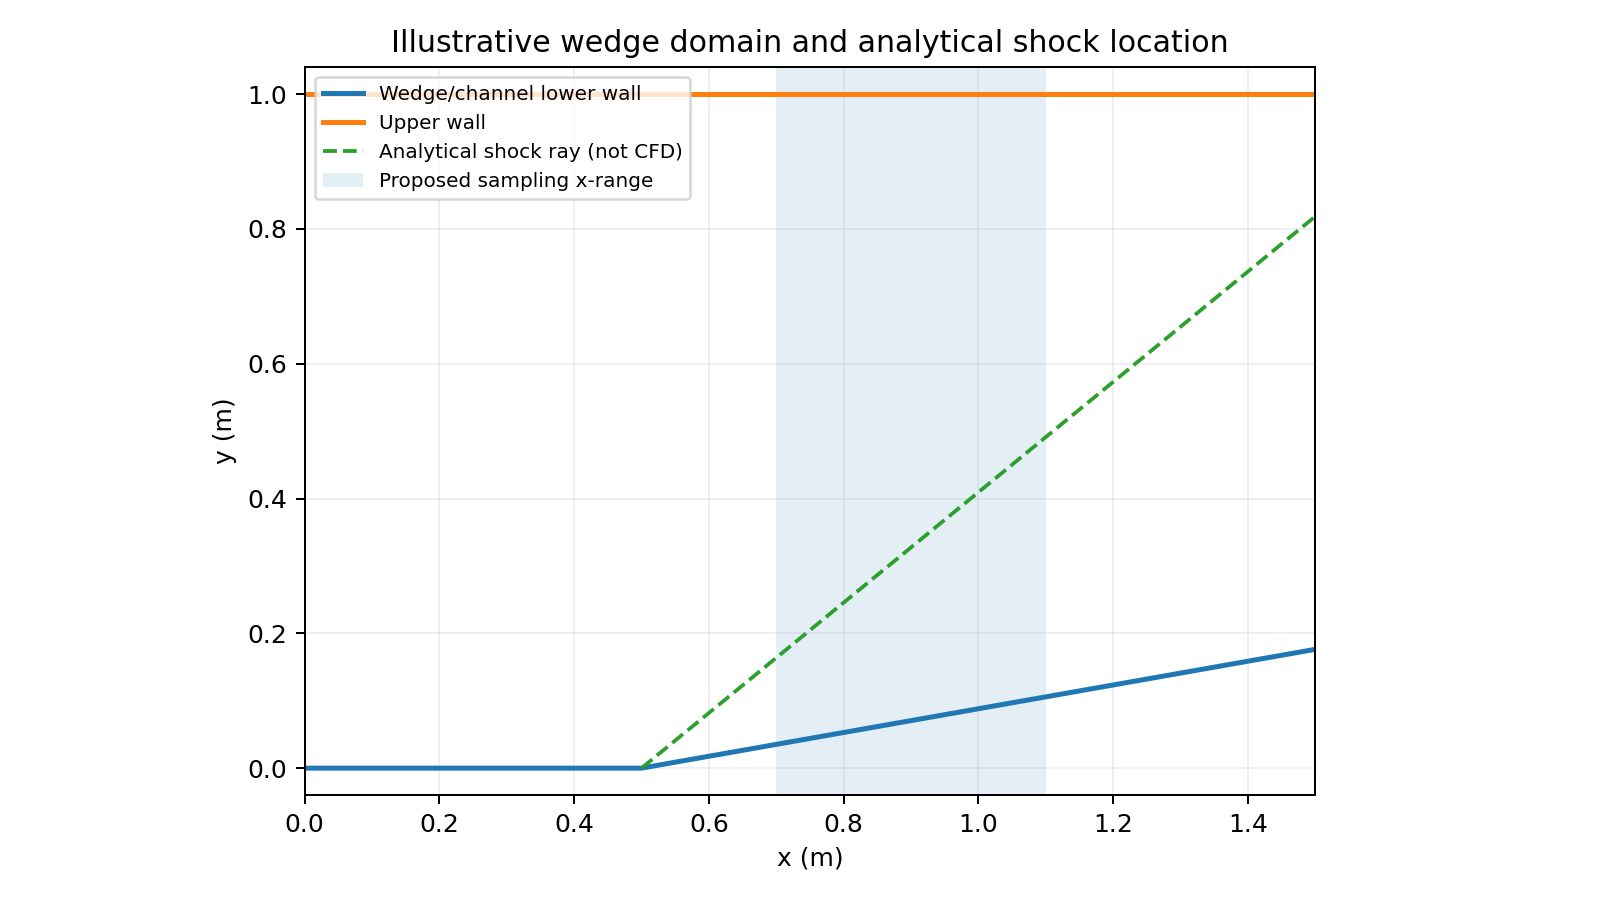 Illustrative wedge domain and analytical shock location
Wedge/channel lower wall
Upper wall
Analytical shock ray (not CFD)
Proposed sampling x-range
1.0
0.8
0.6
0.4
0.2
0.0
y (m)
0.0 0.2 0.4 0.6 0.8 1.0 1.2 1.4
x (m)